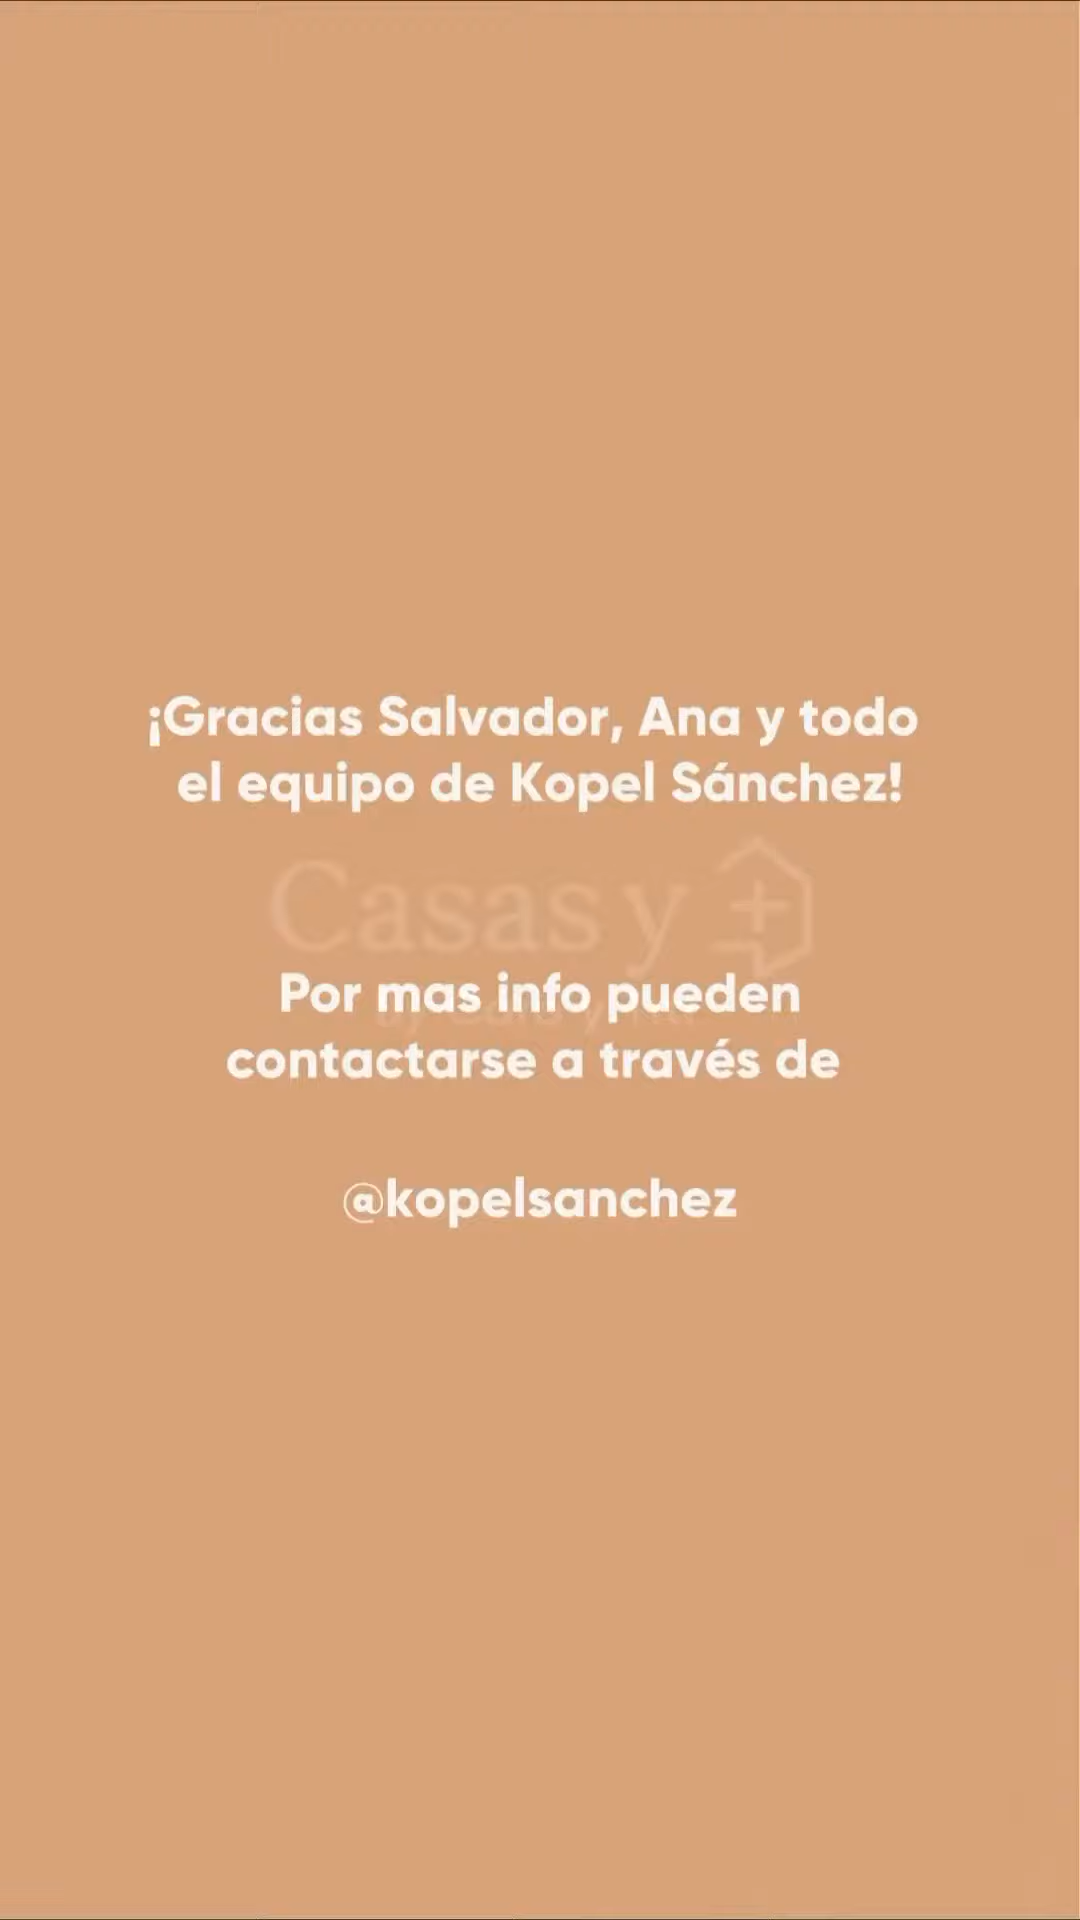 ¡Gracias Salvador, Ana y todo
el equipo de Kopel Sánchez!
Casas y
Por mas info pueden
contactarse a través de
@kopelsanchez